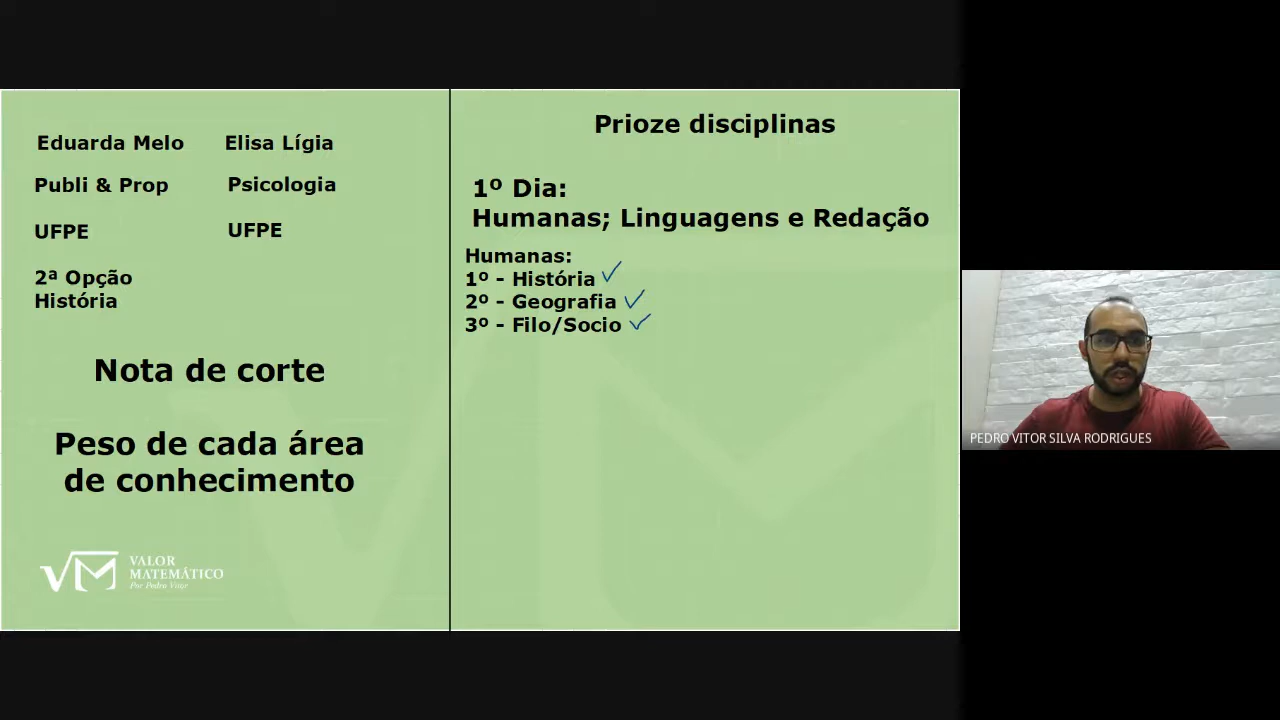 Eduarda Melo
Elisa Lígia
Publi & Prop
Psicologia
UFPE
UFPE
2ª Opção
História
Nota de corte
Peso de cada área
de conhecimento
VALOR
MATEMÁTICO
Por Pedro Vitor
Prioze disciplinas
1º Dia:
Humanas; Linguagens e Redação
Humanas:
1º - História
2º - Geografia
3º - Filo/Socio
PEDRO VITOR SILVA RODRIGUES